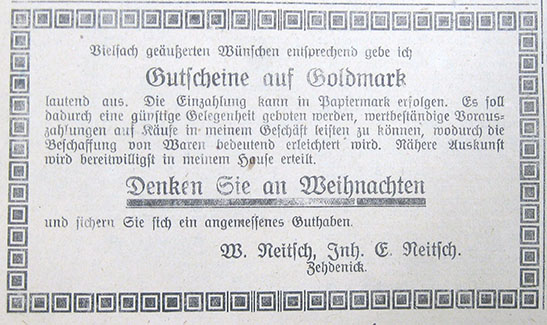 Vielfach geäußerten Wünschen entsprechend gebe ich
Gutscheine auf Goldmark
lautend aus. Die Einzahlung kann in Papiermark erfolgen. Es soll
dadurch eine günstige Gelegenheit geboten werden, wertbeständige Voraus-
zahlungen auf Käufe in meinem Geschäft leisten zu können, wodurch die
Beschaffung von Waren bedeutend erleichtert wird. Nähere Auskunft
wird bereitwilligst in meinem Hause erteilt.
Denken Sie an Weihnachten
und sichern Sie sich ein angemessenes Guthaben.
W. Neitsch, Inh. E. Neitsch.
Zehdenick.